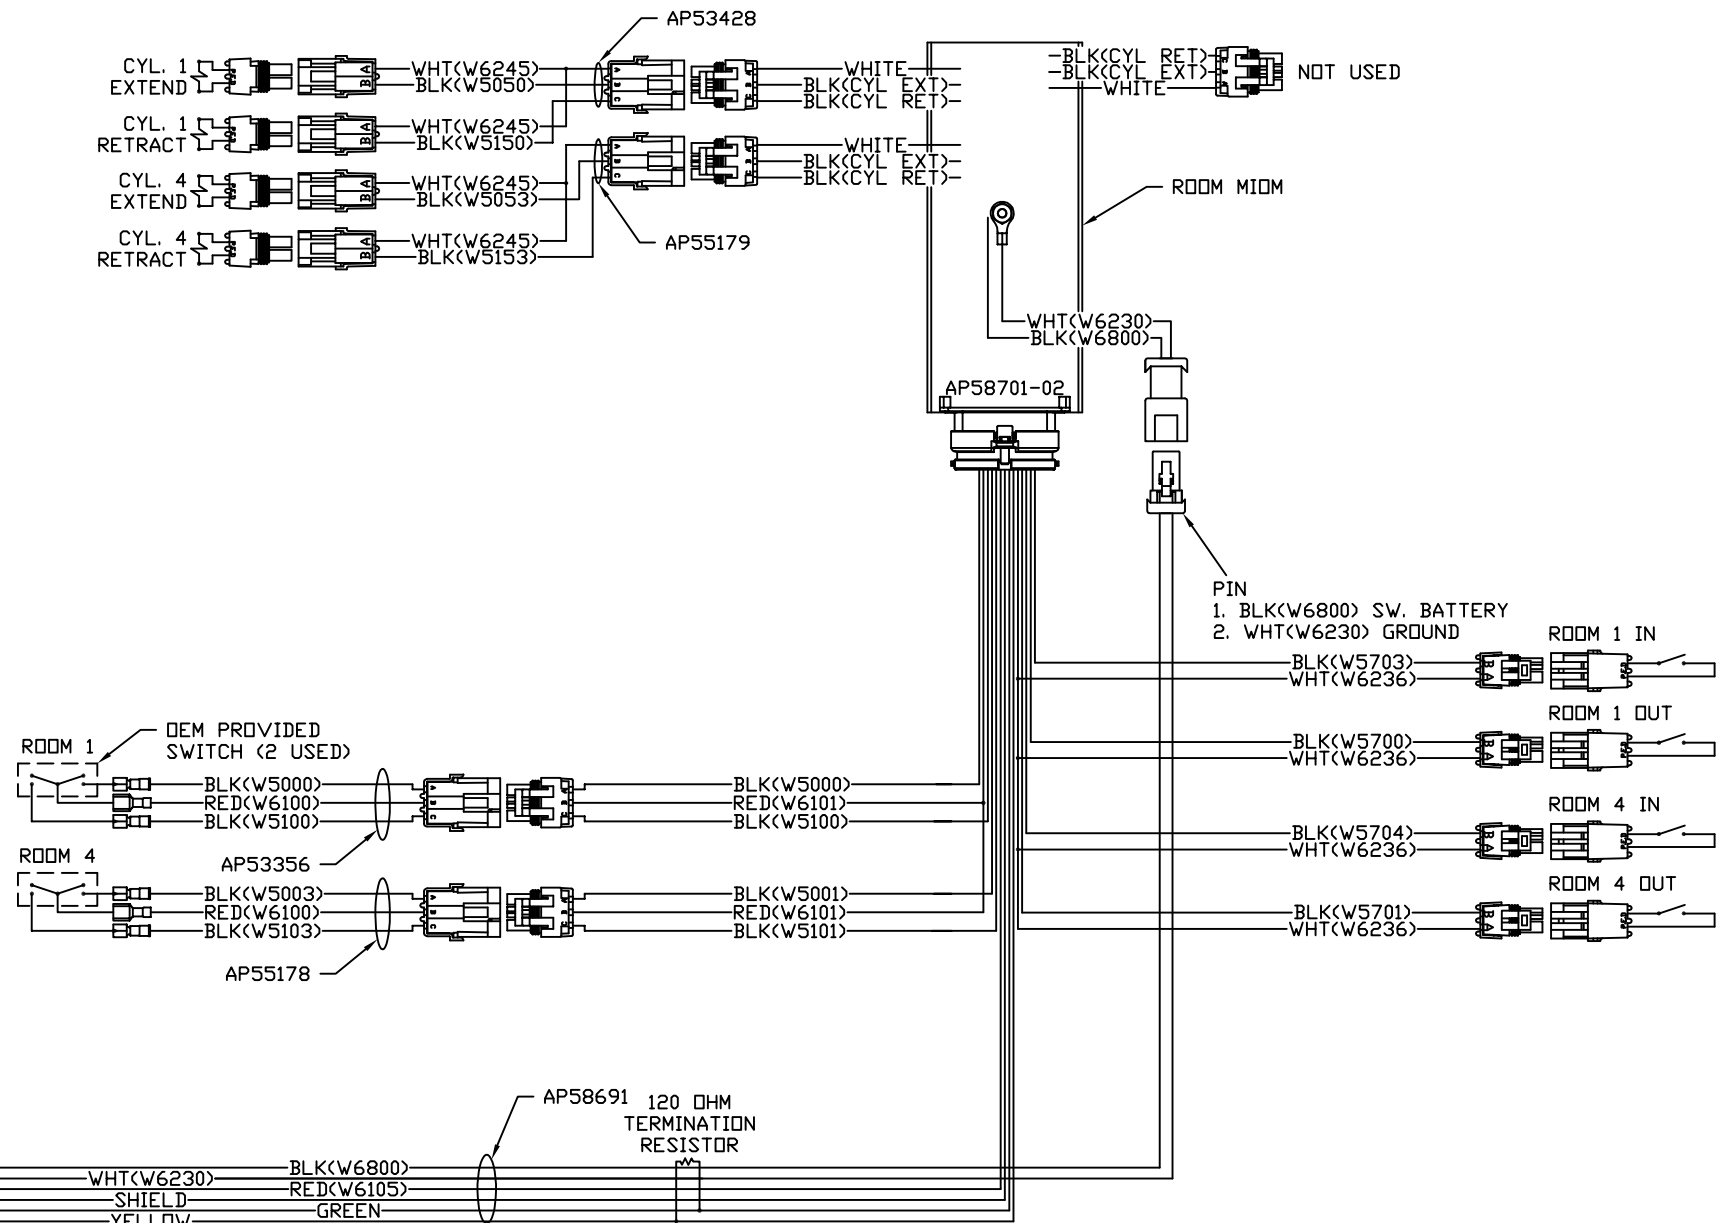 AP53428
CYL. 1
EXTEND
WHT(W6245)
BLK(W5050)
A
B
A
B
C
WHITE
BLK(CYL EXT)
BLK(CYL RET)
BLK(CYL RET)
BLK(CYL EXT)
WHITE
NOT USED
CYL. 1
RETRACT
WHT(W6245)
BLK(W5150)
A
B
A
B
C
WHITE
BLK(CYL EXT)
BLK(CYL RET)
CYL. 4
EXTEND
WHT(W6245)
BLK(W5053)
A
B
ROOM MIOM
CYL. 4
RETRACT
WHT(W6245)
BLK(W5153)
A
B
AP55179
WHT(W6230)
BLK(W6800)
AP58701-02
PIN
1. BLK(W6800) SW. BATTERY
2. WHT(W6230) GROUND
ROOM 1 IN
BLK(W5703)
WHT(W6236)
B
A
ROOM 1 OUT
BLK(W5700)
WHT(W6236)
B
A
ROOM 4 IN
BLK(W5704)
WHT(W6236)
B
A
ROOM 4 OUT
BLK(W5701)
WHT(W6236)
B
A
OEM PROVIDED
SWITCH (2 USED)
ROOM 1
BLK(W5000)
RED(W6100)
BLK(W5100)
A
B
C
BLK(W5000)
RED(W6101)
BLK(W5100)
AP53356
ROOM 4
BLK(W5003)
RED(W6100)
BLK(W5103)
A
B
C
BLK(W5001)
RED(W6101)
BLK(W5101)
AP55178
AP58691
120 OHM
TERMINATION
RESISTOR
BLK(W6800)
WHT(W6230)
RED(W6105)
SHIELD
GREEN
YELLOW